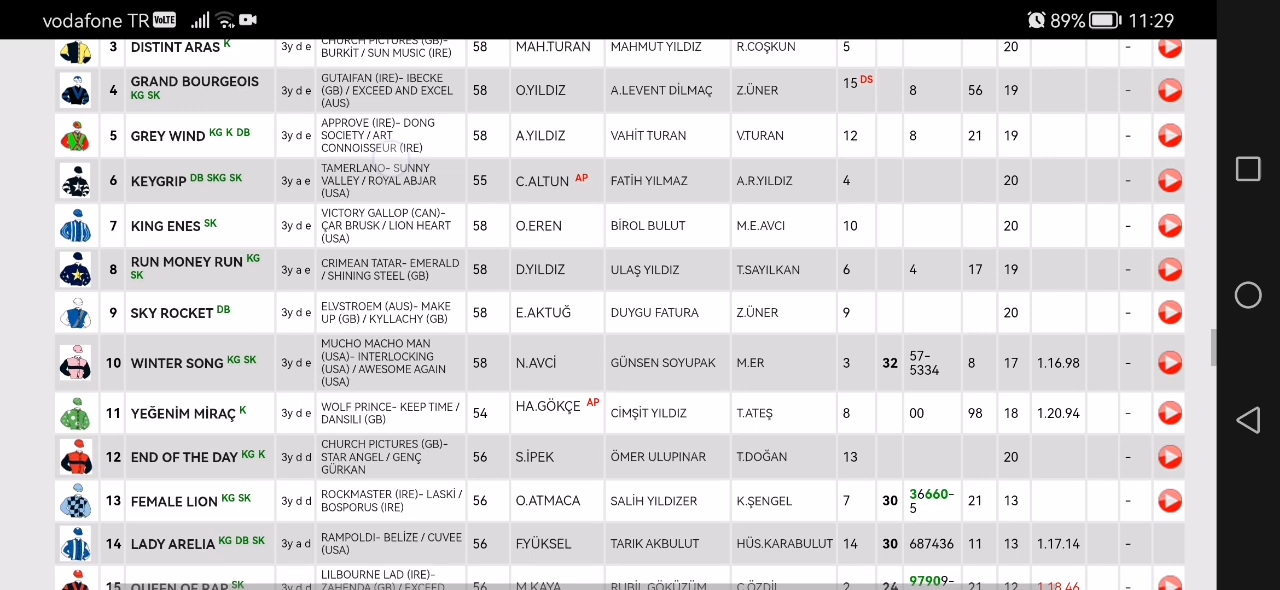 vodafone TR VoLTE 89% 11:29
3 DISTINT ARAS K 3y d e CHURCH PICTURES (GB)- 58 MAH.TURAN MAHMUT YILDIZ R.COŞKUN 5 20 -
BURKİT / SUN MUSIC (IRE)
4 GRAND BOURGEOIS KG SK 3y d e GUTAIFAN (IRE)- IBECKE 58 O.YILDIZ A.LEVENT DİLMAÇ Z.ÜNER 15 DS 8 56 19 -
(GB) / EXCEED AND EXCEL
(AUS)
5 GREY WIND KG K DB 3y d e APPROVE (IRE)- DONG 58 A.YILDIZ VAHİT TURAN V.TURAN 12 8 21 19 -
SOCIETY / ART
CONNOISSEUR (IRE)
6 KEYGRIP DB SKG SK 3y a e TAMERLANO- SUNNY 55 C.ALTUN AP FATİH YILMAZ A.R.YILDIZ 4 20 -
VALLEY / ROYAL ABJAR
(USA)
7 KING ENES SK 3y d e VICTORY GALLOP (CAN)- 58 O.EREN BİROL BULUT M.E.AVCI 10 20 -
ÇAR BRUSK / LION HEART
(USA)
8 RUN MONEY RUN KG SK 3y a e CRIMEAN TATAR- EMERALD 58 D.YILDIZ ULAŞ YILDIZ T.SAYILKAN 6 4 17 19 -
/ SHINING STEEL (GB)
9 SKY ROCKET DB 3y d e ELVSTROEM (AUS)- MAKE 58 E.AKTUĞ DUYGU FATURA Z.ÜNER 9 20 -
UP (GB) / KYLLACHY (GB)
10 WINTER SONG KG SK 3y d e MUCHO MACHO MAN 58 N.AVCİ GÜNSEN SOYUPAK M.ER 3 32 57-5334 8 17 1.16.98 -
(USA)- INTERLOCKING
(USA) / AWESOME AGAIN
(USA)
11 YEĞENİM MİRAÇ K 3y d e WOLF PRINCE- KEEP TIME / 54 HA.GÖKÇE AP CİMŞİT YILDIZ T.ATEŞ 8 00 98 18 1.20.94 -
DANSILI (GB)
12 END OF THE DAY KG K 3y d d CHURCH PICTURES (GB)- 56 S.İPEK ÖMER ULUPINAR T.DOĞAN 13 20 -
STAR ANGEL / GENÇ
GÜRKAN
13 FEMALE LION KG SK 3y d d ROCKMASTER (IRE)- LASKİ / 56 O.ATMACA SALİH YILDIZER K.ŞENGEL 7 30 36660-5 21 13 -
BOSPORUS (IRE)
14 LADY ARELIA KG DB SK 3y a d RAMPOLDI- BELİZE / CUVEE 56 F.YÜKSEL TARIK AKBULUT HÜS.KARABULUT 14 30 687436 11 13 1.17.14 -
(USA)
15 QUEEN OF RAP SK 3y d d LILBOURNE LAD (IRE)- 56 M.KAYA RUBİL GÖKÜZÜM C.ÖZDİL 2 24 97909- 21 12 1.18.46 -
ZAHENDA (GB) / EXCEED